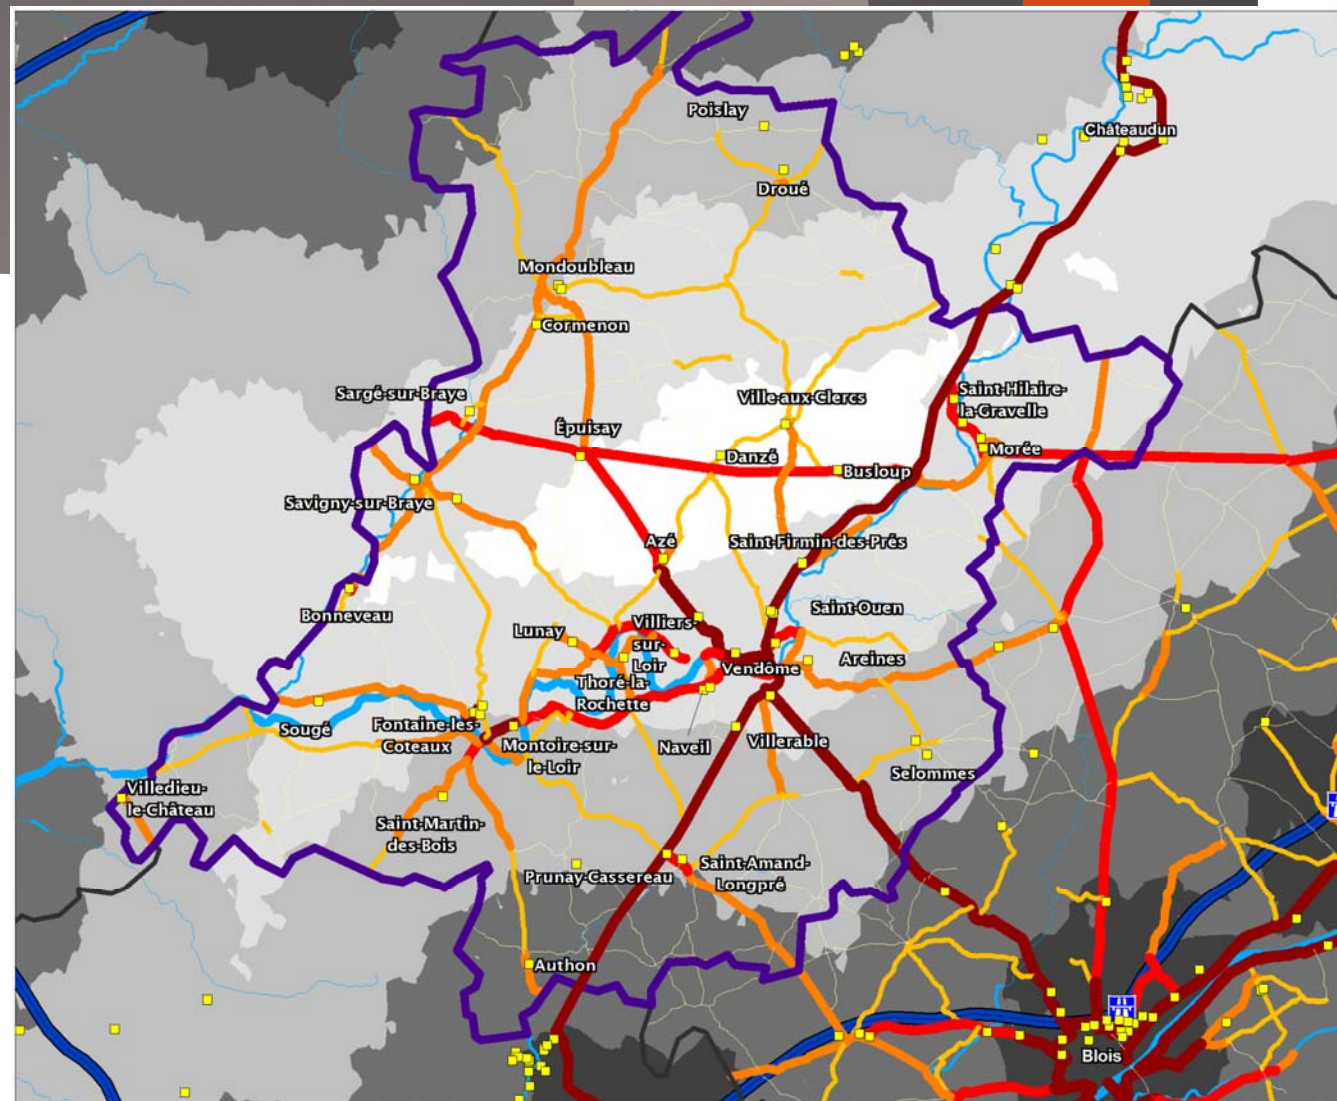 Poislay
Châteaudun
Droué
Mondoubleau
Cormenon
Sargé-sur-Braye
Ville-aux-Clercs
Saint-Hilaire-
la-Gravelle
Épuisay
Danzé
Morée
Busloup
Savigny-sur-Braye
Azé
Saint-Firmin-des-Prés
Bonneveau
Saint-Ouen
Lunay
Villiers-
sur-
Loir
Areines
Vendôme
Thoré-la-
Rochette
Sougé
Fontaine-les-
Coteaux
Montoire-sur-
le-Loir
Naveil
Villerable
Selommes
Villedieu-
le-Château
Saint-Martin-
des-Bois
Prunay-Cassereau
Saint-Amand-
Longpré
Authon
Blois